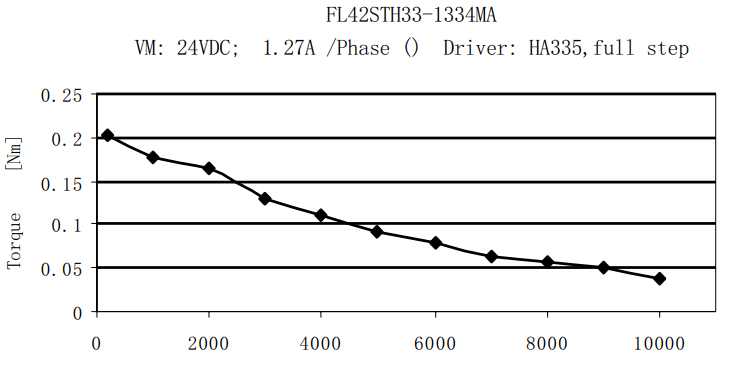 FL42STH33-1334MA
VM: 24VDC;  1.27A /Phase ()  Driver: HA335,full step
Torque [Nm]
0.25
0.2
0.15
0.1
0.05
0
0 2000 4000 6000 8000 10000